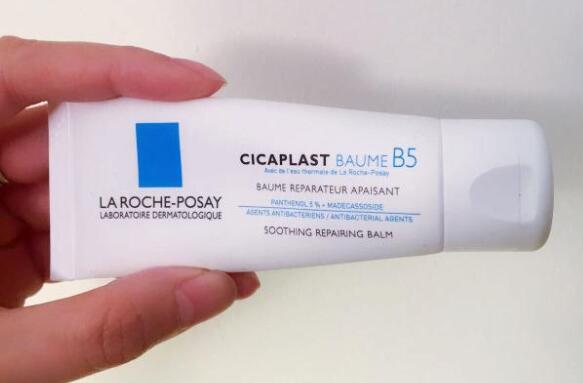 LA ROCHE-POSAY
LABORATOIRE DERMATOLOGIQUE
CICAPLAST BAUME B5
Avec de l'eau thermale de La Roche-Posay
BAUME REPARATEUR APAISANT
PANTHENOL 5 % + MADECASSOSIDE
AGENTS ANTIBACTERIENS / ANTIBACTERIAL AGENTS
SOOTHING REPAIRING BALM